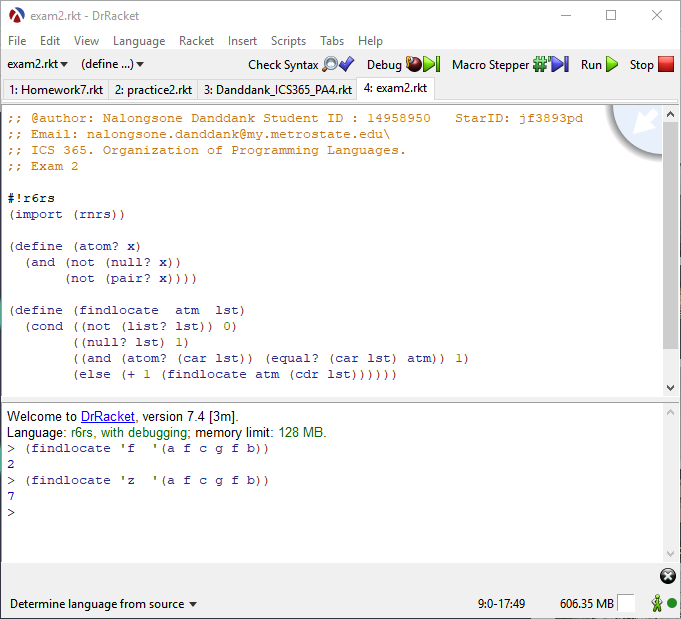 exam2.rkt - DrRacket
File Edit View Language Racket Insert Scripts Tabs Help
exam2.rkt (define ...) Check Syntax Debug Macro Stepper Run Stop
1: Homework7.rkt 2: practice2.rkt 3: Danddank_ICS365_PA4.rkt 4: exam2.rkt
;; @author: Nalongsone Danddank Student ID : 14958950   StarID: jf3893pd
;; Email: nalongsone.danddank@my.metrostate.edu\
;; ICS 365. Organization of Programming Languages.
;; Exam 2
#!r6rs
(import (rnrs))
(define (atom? x)
  (and (not (null? x))
       (not (pair? x))))
(define (findlocate  atm  lst)
  (cond ((not (list? lst)) 0)
        ((null? lst) 1)
        ((and (atom? (car lst)) (equal? (car lst) atm)) 1)
        (else (+ 1 (findlocate atm (cdr lst))))))
Welcome to DrRacket, version 7.4 [3m].
Language: r6rs, with debugging; memory limit: 128 MB.
> (findlocate 'f  '(a f c g f b))
2
> (findlocate 'z  '(a f c g f b))
7
>
Determine language from source 9:0-17:49 606.35 MB